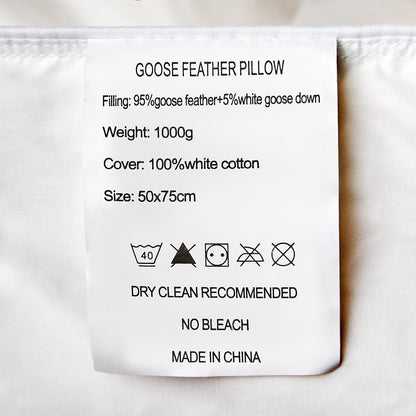 GOOSE FEATHER PILLOW
Filling: 95%goose feather+5%white goose down
Weight: 1000g
Cover: 100%white cotton
Size: 50x75cm
40
DRY CLEAN RECOMMENDED
NO BLEACH
MADE IN CHINA